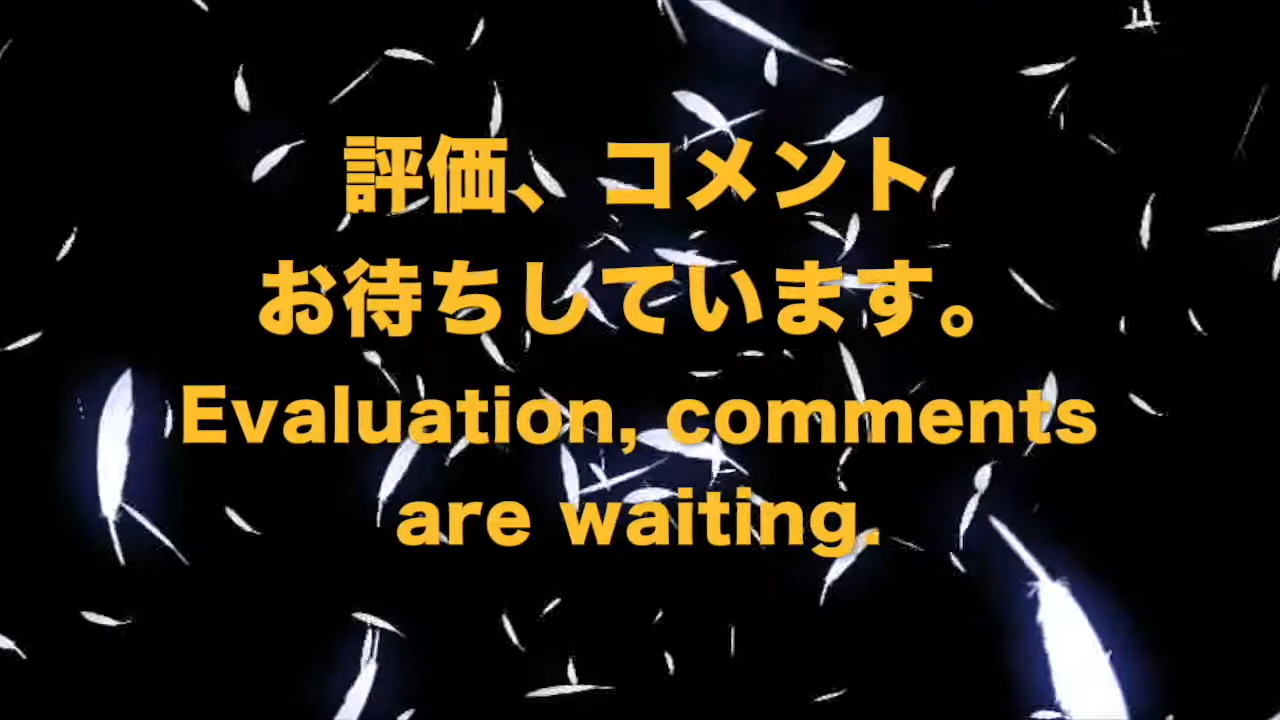 評価、コメント
お待ちしています。
Evaluation, comments
are waiting.